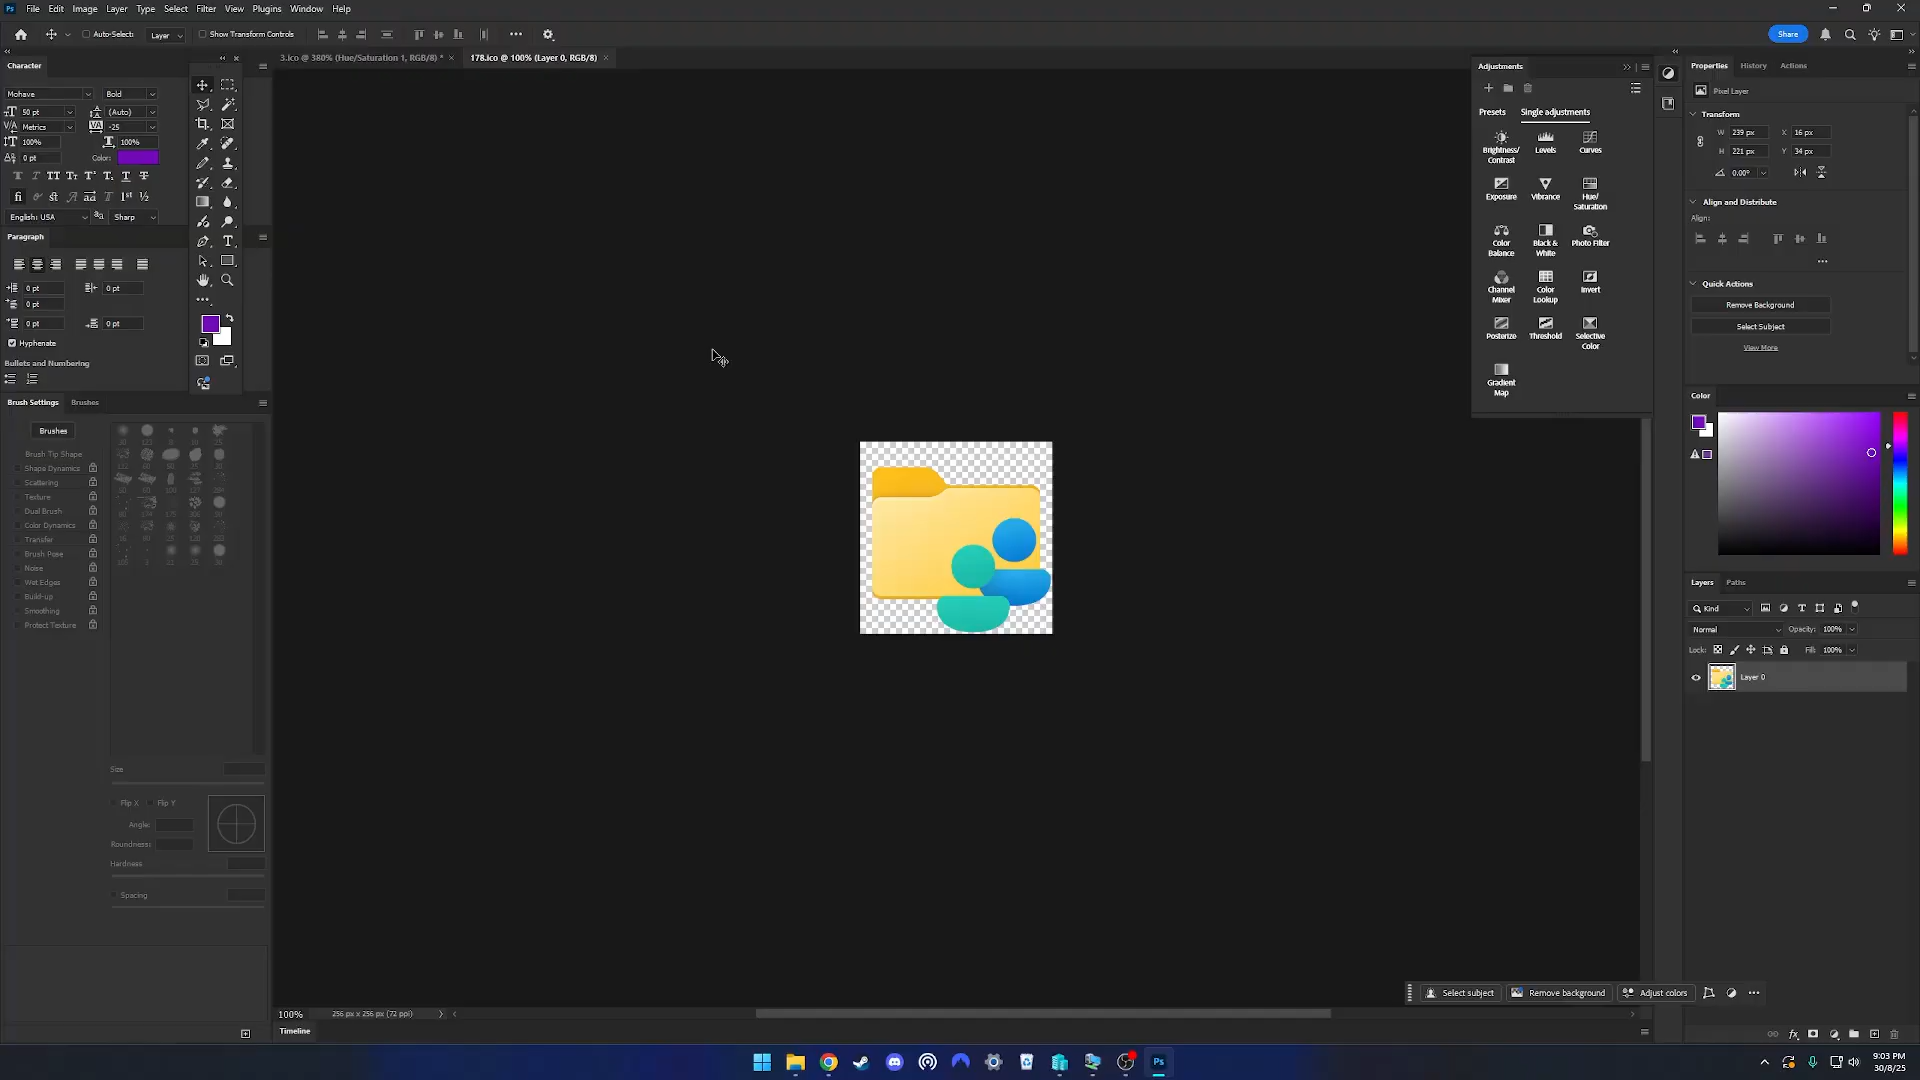 Ps File Edit Image Layer Type Select Filter View Plugins Window Help
Auto-Select: Layer Show Transform Controls Share
3.ico @ 380% (Hue/Saturation 1, RGB/8) * 178.ico @ 100% (Layer 0, RGB/8)
Character
Mohave Bold
50 pt (Auto)
Metrics -25
100% 100%
0 pt Color:
English: USA Sharp
Paragraph
0 pt 0 pt
0 pt
0 pt 0 pt
Hyphenate
Bullets and Numbering
Brush Settings Brushes
Brushes
Brush Tip Shape
Shape Dynamics
Scattering
Texture
Dual Brush
Color Dynamics
Transfer
Brush Pose
Noise
Wet Edges
Build-up
Smoothing
Protect Texture
Size
Flip X Flip Y
Angle:
Roundness:
Hardness
Spacing
Adjustments
Presets Single adjustments
Brightness/ Contrast Levels Curves
Exposure Vibrance Hue/ Saturation
Color Balance Black & White Photo Filter
Channel Mixer Color Lookup Invert
Posterize Threshold Selective Color
Gradient Map
Properties History Actions
Pixel Layer
Transform
W 239 px X 16 px
H 221 px Y 34 px
0.00°
Align and Distribute
Align:
Quick Actions
Remove Background
Select Subject
View More
Color
Layers Paths
Kind
Normal Opacity: 100%
Lock: Fill: 100%
Layer 0
Select subject Remove background Adjust colors
100% 256 px x 256 px (72 ppi)
Timeline
Ps
9:03 PM
30/8/25